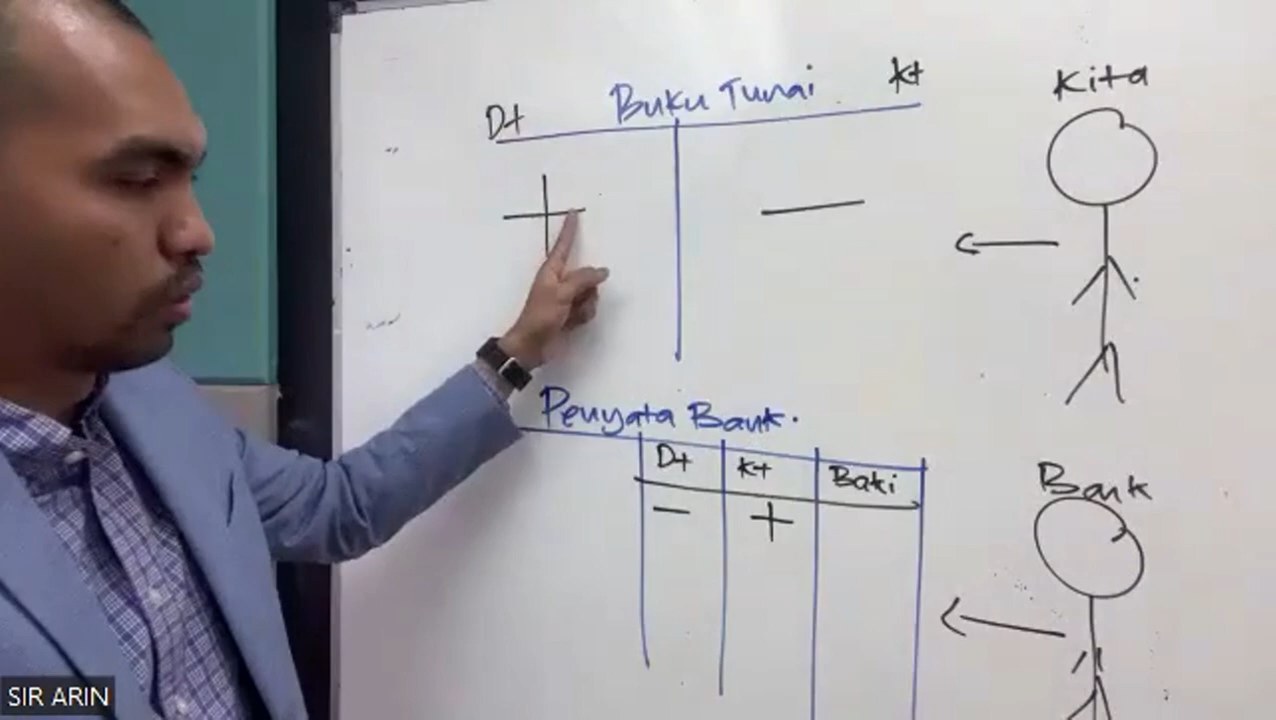 Dt Buku Tunai Kt
Kita
+ —
Penyata Bank.
Dt Kt Baki
Bank
— +
SIR ARIN